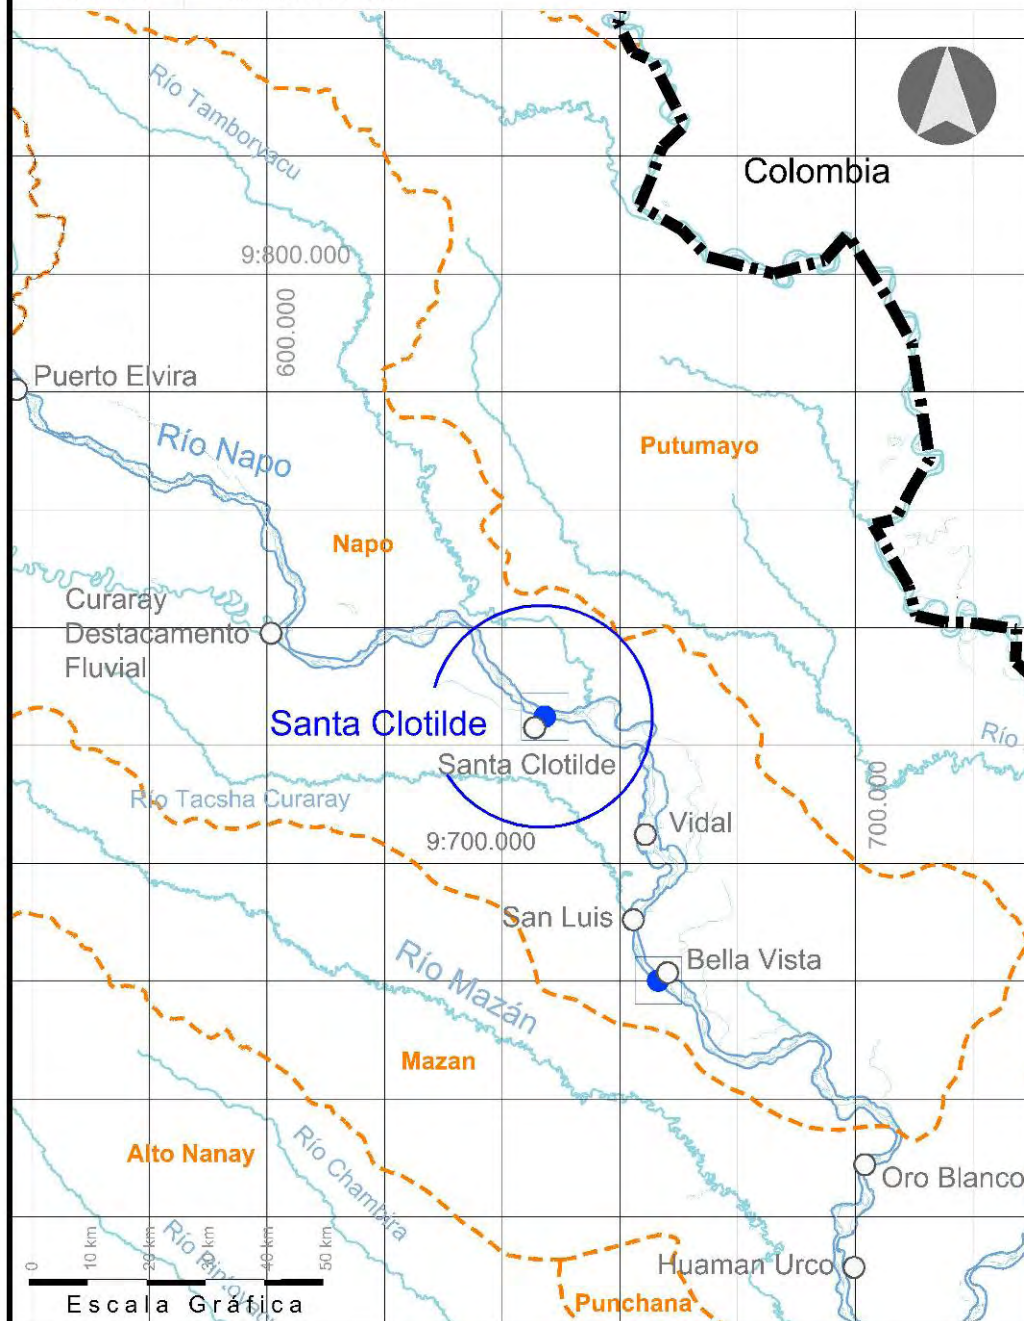 Río Tamboryacu
Colombia
9:800.000
600.000
Puerto Elvira
Río Napo
Putumayo
Napo
Curaray
Destacamento
Fluvial
Santa Clotilde
Santa Clotilde
Río
Río Tacsha Curaray
700.000
Vidal
9:700.000
San Luis
Bella Vista
Río Mazán
Mazan
Alto Nanay
Río Chambira
Oro Blanco
Río
Huaman Urco
Punchana
0
10 km
20 km
30 km
40 km
50 km
Escala Gráfica